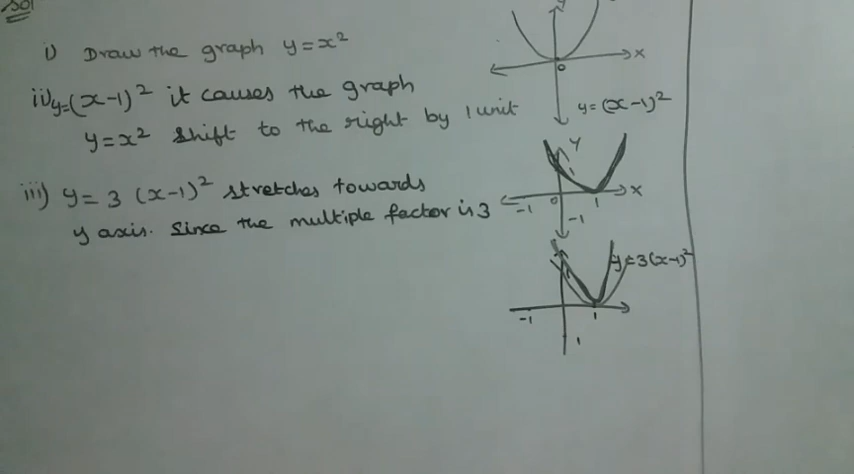 Sol
i) Draw the graph y = x²
ii) y=(x-1)² it causes the graph
y = x² shift to the right by 1 unit
iii) y = 3 (x-1)² stretches towards
y axis. Since the multiple factor is 3
y
x
0
y = (x-1)²
y
1
-1 0 1 x
-1
y = 3(x-1)²
1
-1 1
1